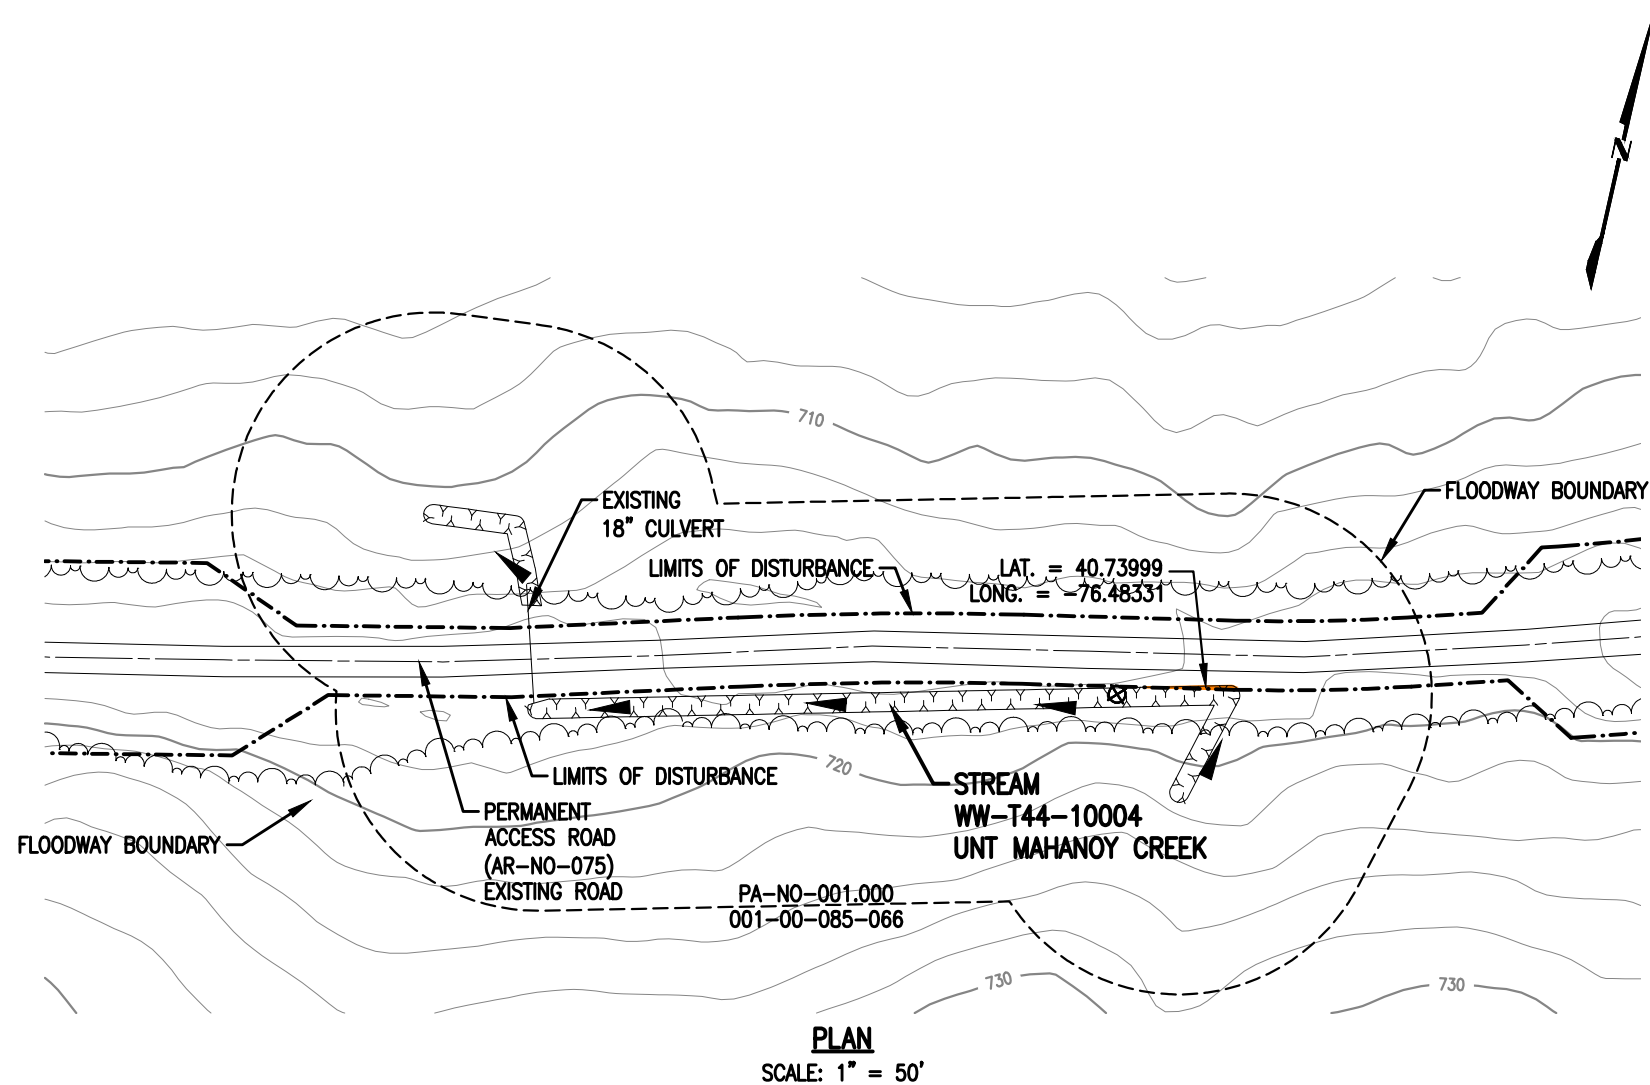 N
710
EXISTING
18" CULVERT
FLOODWAY BOUNDARY
LIMITS OF DISTURBANCE
LAT. = 40.73999
LONG. = -76.48331
720
LIMITS OF DISTURBANCE
STREAM
WW-T44-10004
UNT MAHANOY CREEK
PERMANENT
ACCESS ROAD
(AR-NO-075)
EXISTING ROAD
FLOODWAY BOUNDARY
PA-NO-001.000
001-00-085-066
730
730
PLAN
SCALE: 1" = 50'